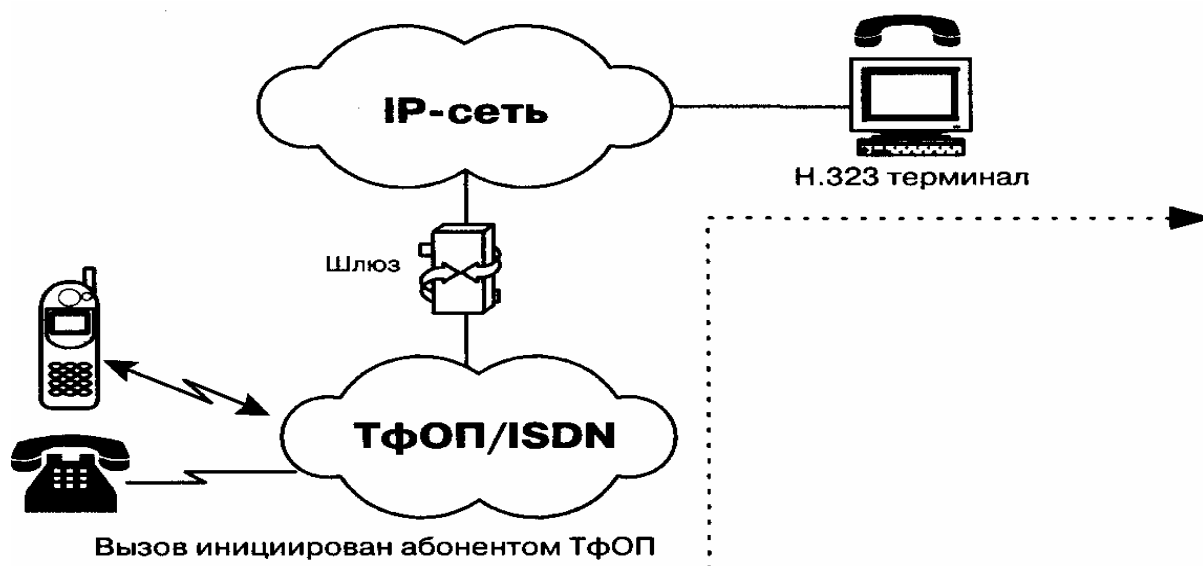 IP-сеть
Н.323 терминал
Шлюз
ТфОП/ISDN
Вызов инициирован абонентом ТфОП